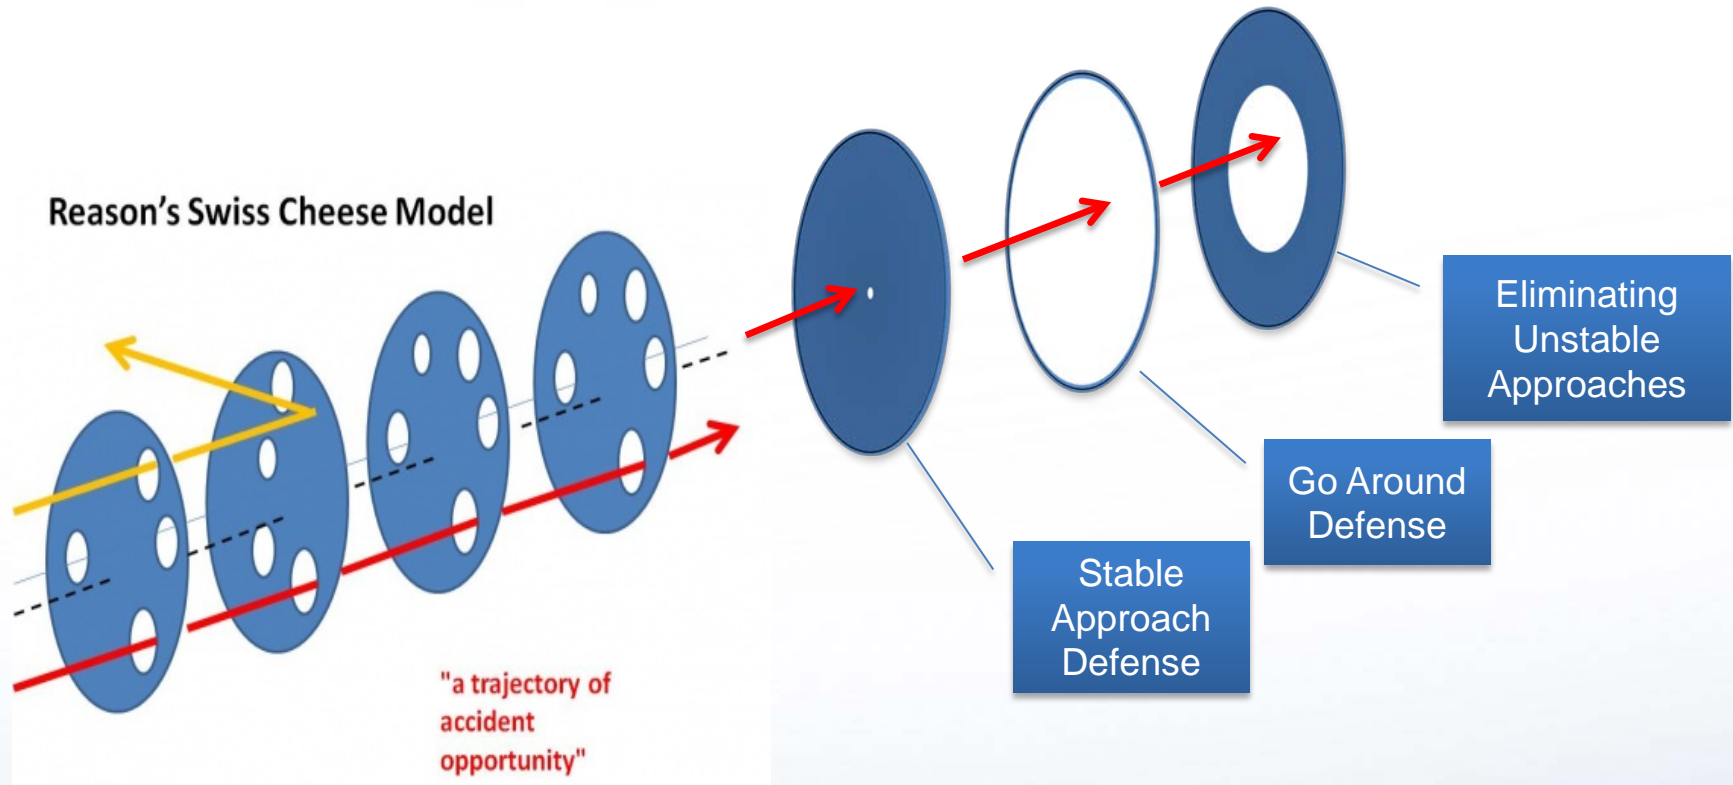 Reason's Swiss Cheese Model
"a trajectory of
accident
opportunity"
Stable
Approach
Defense
Go Around
Defense
Eliminating
Unstable
Approaches